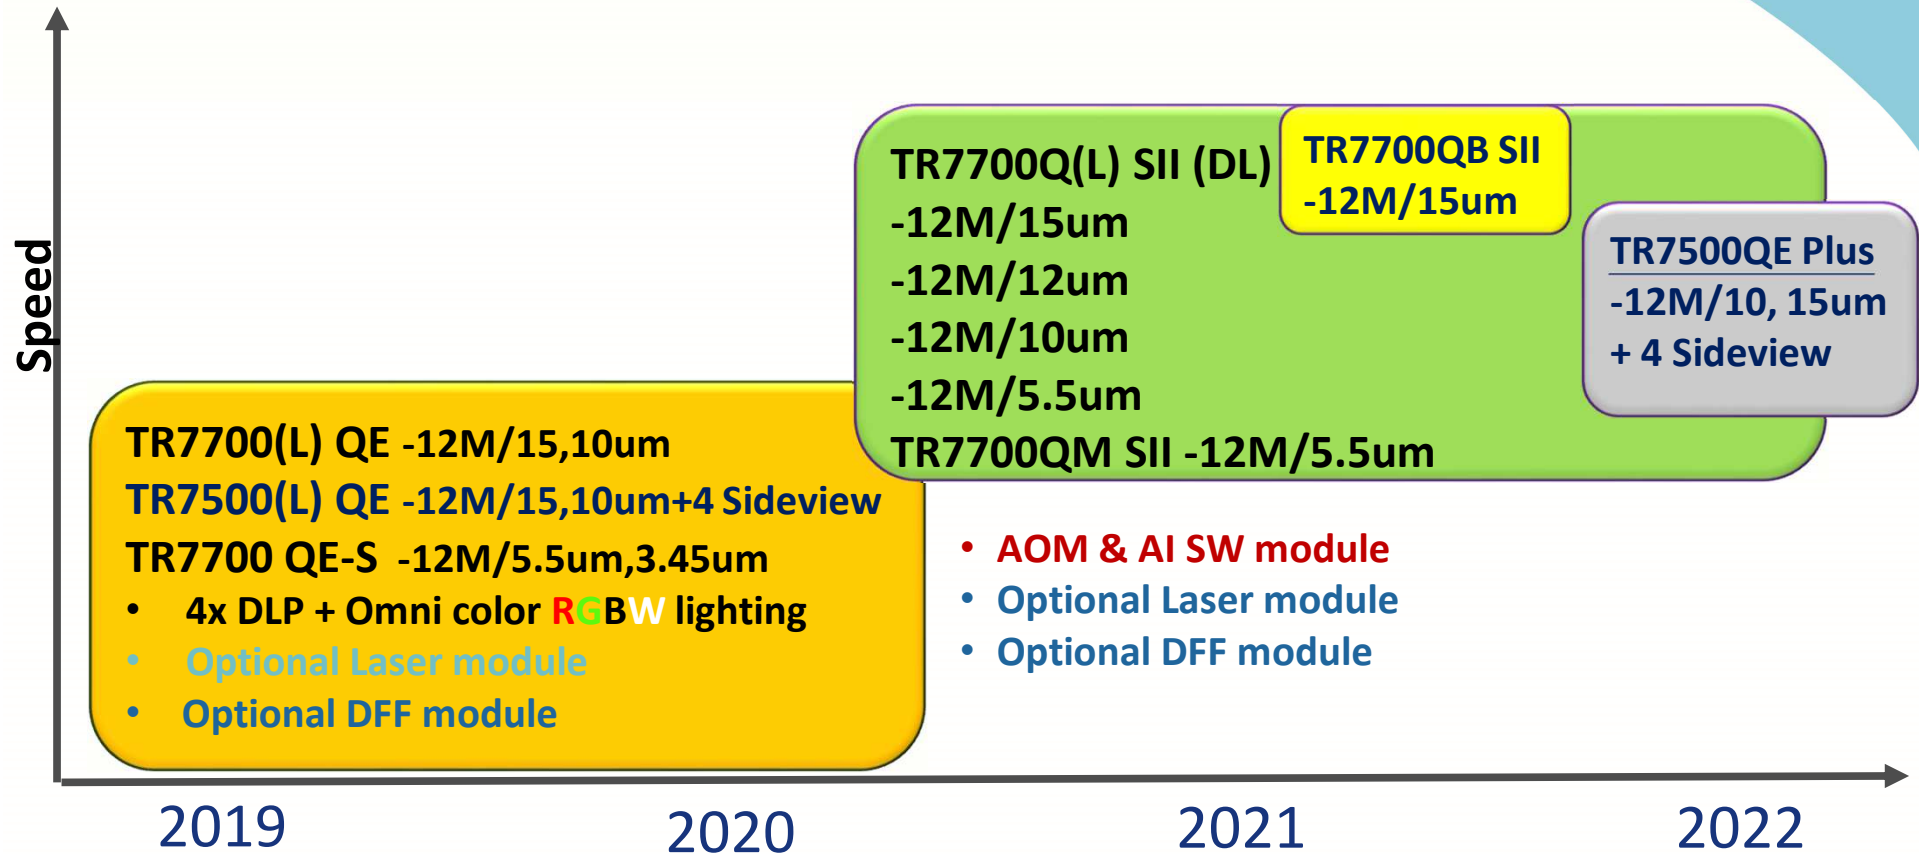 Speed
TR7700Q(L) SII (DL)
-12M/15um
-12M/12um
-12M/10um
-12M/5.5um
TR7700QM SII -12M/5.5um
TR7700QB SII
-12M/15um
TR7500QE Plus
-12M/10, 15um
+ 4 Sideview
TR7700(L) QE -12M/15,10um
TR7500(L) QE -12M/15,10um+4 Sideview
TR7700 QE-S -12M/5.5um,3.45um
• 4x DLP + Omni color RGBW lighting
• Optional Laser module
• Optional DFF module
• AOM & AI SW module
• Optional Laser module
• Optional DFF module
2019 2020 2021 2022